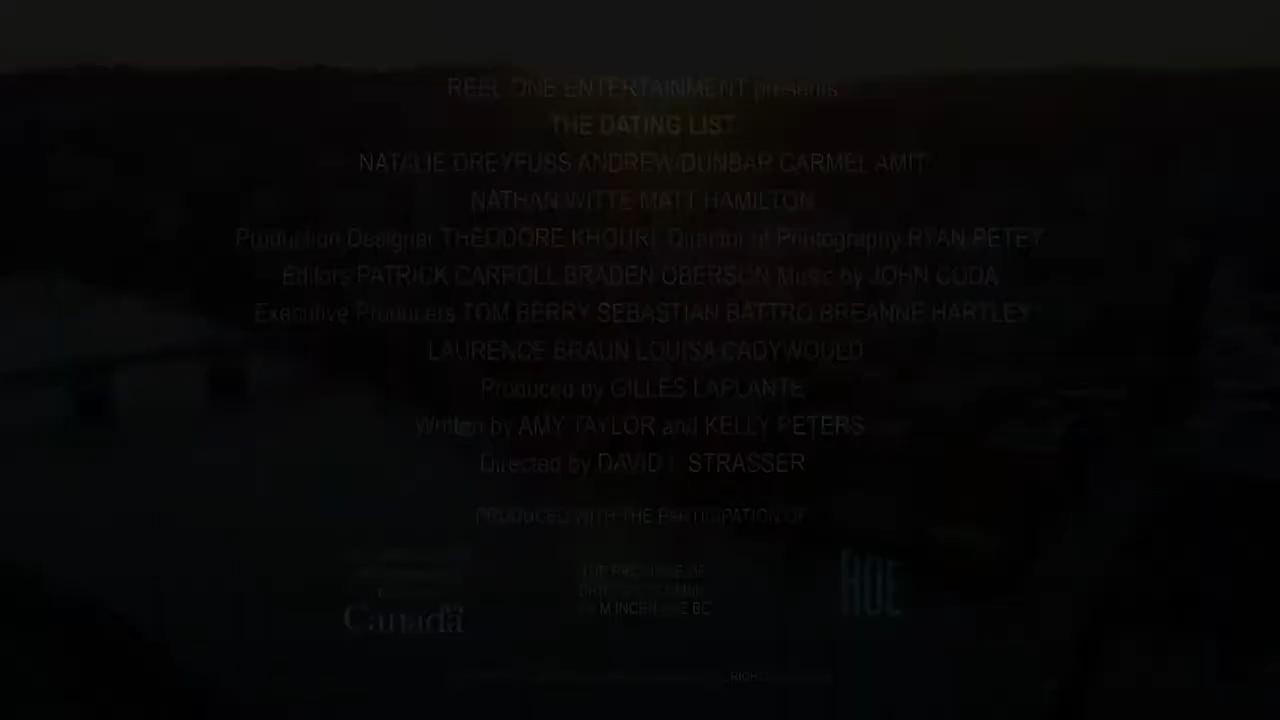 REEL ONE ENTERTAINMENT presents
THE DATING LIST
NATALIE DREYFUSS ANDREW DUNBAR CARMEL AMIT
NATHAN WITTE MATT HAMILTON
Production Designer THEODORE KHOURI Director of Photography RYAN PETEY
Editors PATRICK CARROLL BRADEN OBERSON Music by JOHN CODA
Executive Producers TOM BERRY SEBASTIAN BATTRO BREANNE HARTLEY
LAURENCE BRAUN LOUISA CADYWOULD
Produced by GILLES LAPLANTE
Written by AMY TAYLOR and KELLY PETERS
Directed by DAVID I. STRASSER
PRODUCED WITH THE PARTICIPATION OF
Canada
THE PROVINCE OF
BRITISH COLUMBIA
FILM INCENTIVE BC
ROE